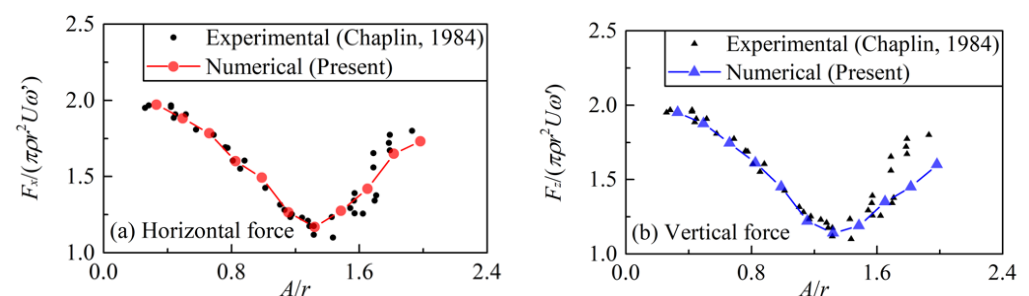 2.5
2.0
1.5
1.0
Fx/(πρr²Uω')
Experimental (Chaplin, 1984)
Numerical (Present)
(a) Horizontal force
0.0 0.8 1.6 2.4
A/r
2.5
2.0
1.5
1.0
Fz/(πρr²Uω')
Experimental (Chaplin, 1984)
Numerical (Present)
(b) Vertical force
0.0 0.8 1.6 2.4
A/r